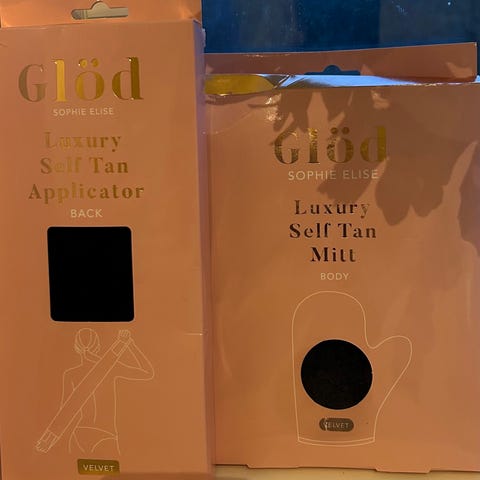 Glöd
SOPHIE ELISE
Luxury
Self Tan
Applicator
BACK
VELVET
Glöd
SOPHIE ELISE
Luxury
Self Tan
Mitt
BODY
VELVET